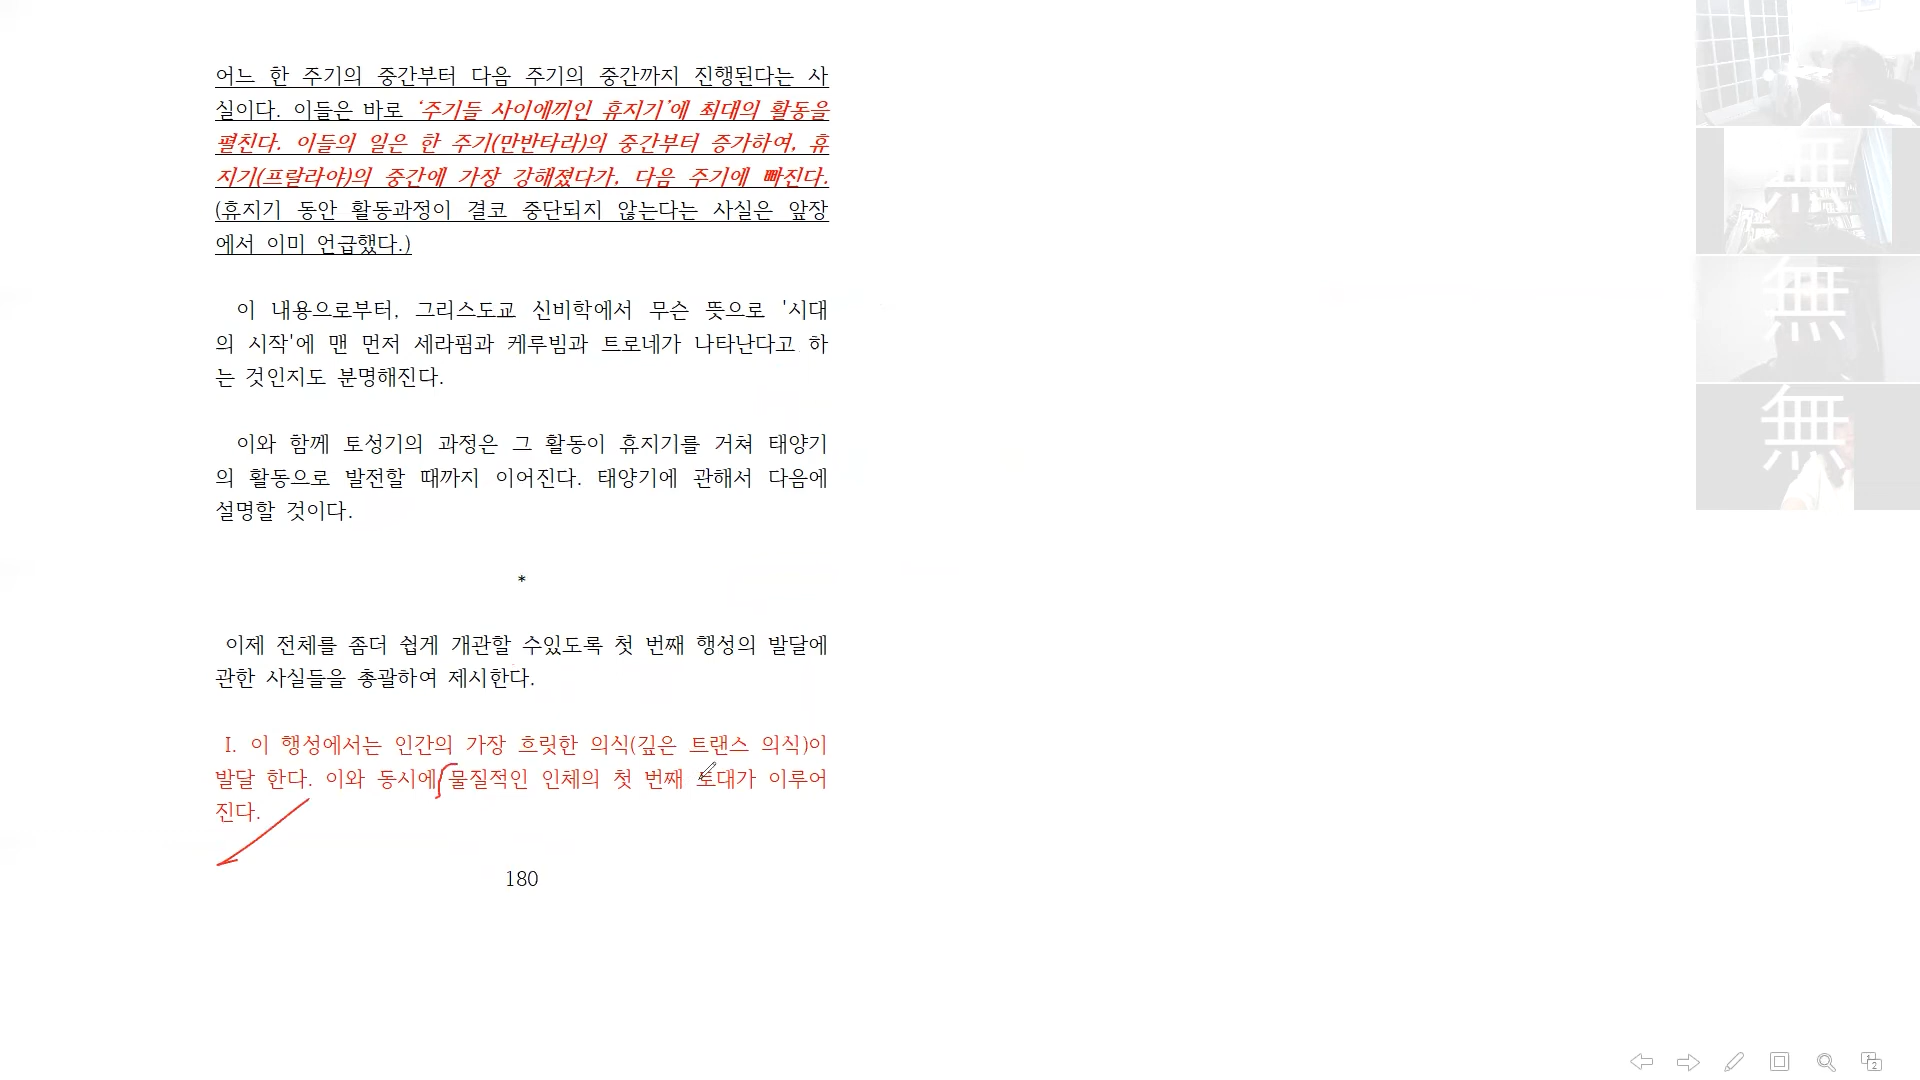 어느 한 주기의 중간부터 다음 주기의 중간까지 진행된다는 사
실이다. 이들은 바로 ‘주기들 사이에끼인 휴지기’에 최대의 활동을
펼친다. 이들의 일은 한 주기(만반타라)의 중간부터 증가하여, 휴
지기(프랄라야)의 중간에 가장 강해졌다가, 다음 주기에 빠진다.
(휴지기 동안 활동과정이 결코 중단되지 않는다는 사실은 앞장
에서 이미 언급했다.)
이 내용으로부터, 그리스도교 신비학에서 무슨 뜻으로 '시대
의 시작'에 맨 먼저 세라핌과 케루빔과 트로네가 나타난다고 하
는 것인지도 분명해진다.
이와 함께 토성기의 과정은 그 활동이 휴지기를 거쳐 태양기
의 활동으로 발전할 때까지 이어진다. 태양기에 관해서 다음에
설명할 것이다.
*
이제 전체를 좀더 쉽게 개관할 수있도록 첫 번째 행성의 발달에
관한 사실들을 총괄하여 제시한다.
I. 이 행성에서는 인간의 가장 흐릿한 의식(깊은 트랜스 의식)이
발달 한다. 이와 동시에 물질적인 인체의 첫 번째 토대가 이루어
진다.
180
無
無
無